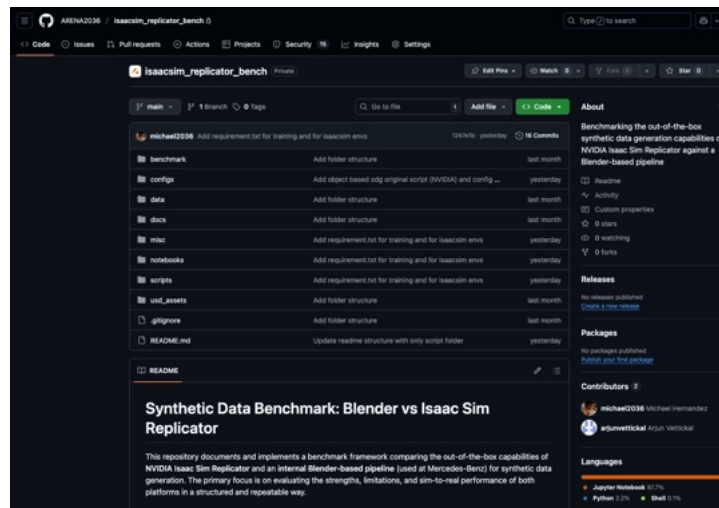 ARENA2036 / isaacsim_replicator_bench
Type / to search
Code Issues Pull requests Actions Projects Security 15 Insights Settings
isaacsim_replicator_bench Private
Edit Pins Watch 0 Fork 0 Star 0
main 1 Branch 0 Tags Go to file Add file Code
michael2036 Add requirement.txt for training and for isaacsim envs yesterday 16 Commits
benchmark Add folder structure last month
configs Add object based sdg original script (NVIDIA) and config ... yesterday
data Add folder structure last month
docs Add folder structure last month
misc Add requirement.txt for training and for isaacsim envs yesterday
notebooks Add requirement.txt for training and for isaacsim envs yesterday
scripts Add requirement.txt for training and for isaacsim envs yesterday
usd_assets Add folder structure last month
.gitignore Add folder structure last month
README.md Update readme structure with only script folder yesterday
README
Synthetic Data Benchmark: Blender vs Isaac Sim
Replicator
This repository documents and implements a benchmark framework comparing the out-of-the-box capabilities of
NVIDIA Isaac Sim Replicator and an internal Blender-based pipeline (used at Mercedes-Benz) for synthetic data
generation. The primary focus is on evaluating the strengths, limitations, and sim-to-real performance of both
platforms in a structured and repeatable way.
About
Benchmarking the out-of-the-box
synthetic data generation capabilities
NVIDIA Isaac Sim Replicator against a
Blender-based pipeline
Readme
Activity
Custom properties
0 stars
0 watching
0 forks
Releases
No releases published
Create a new release
Packages
No packages published
Publish your first package
Contributors 2
michael2036 Michael Hernandez
arjunvettickal Arjun Vettickal
Languages
Jupyter Notebook 97.7%
Python 2.2% Shell 0.1%